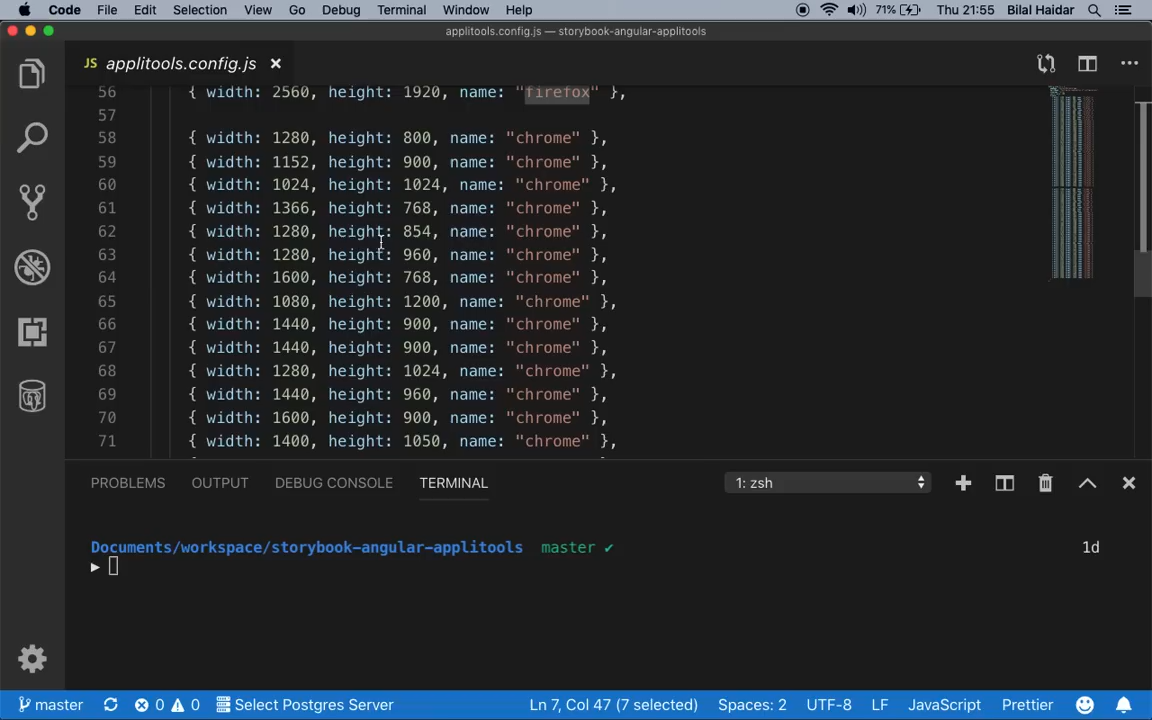 Code File Edit Selection View Go Debug Terminal Window Help 71% Thu 21:55 Bilal Haidar
applitools.config.js — storybook-angular-applitools
JS applitools.config.js ×
56 { width: 2560, height: 1920, name: "firefox" },
57
58 { width: 1280, height: 800, name: "chrome" },
59 { width: 1152, height: 900, name: "chrome" },
60 { width: 1024, height: 1024, name: "chrome" },
61 { width: 1366, height: 768, name: "chrome" },
62 { width: 1280, height: 854, name: "chrome" },
63 { width: 1280, height: 960, name: "chrome" },
64 { width: 1600, height: 768, name: "chrome" },
65 { width: 1080, height: 1200, name: "chrome" },
66 { width: 1440, height: 900, name: "chrome" },
67 { width: 1440, height: 900, name: "chrome" },
68 { width: 1280, height: 1024, name: "chrome" },
69 { width: 1440, height: 960, name: "chrome" },
70 { width: 1600, height: 900, name: "chrome" },
71 { width: 1400, height: 1050, name: "chrome" },
PROBLEMS OUTPUT DEBUG CONSOLE TERMINAL 1: zsh
Documents/workspace/storybook-angular-applitools master ✔ 1d
▶
master 0 0 Select Postgres Server Ln 7, Col 47 (7 selected) Spaces: 2 UTF-8 LF JavaScript Prettier